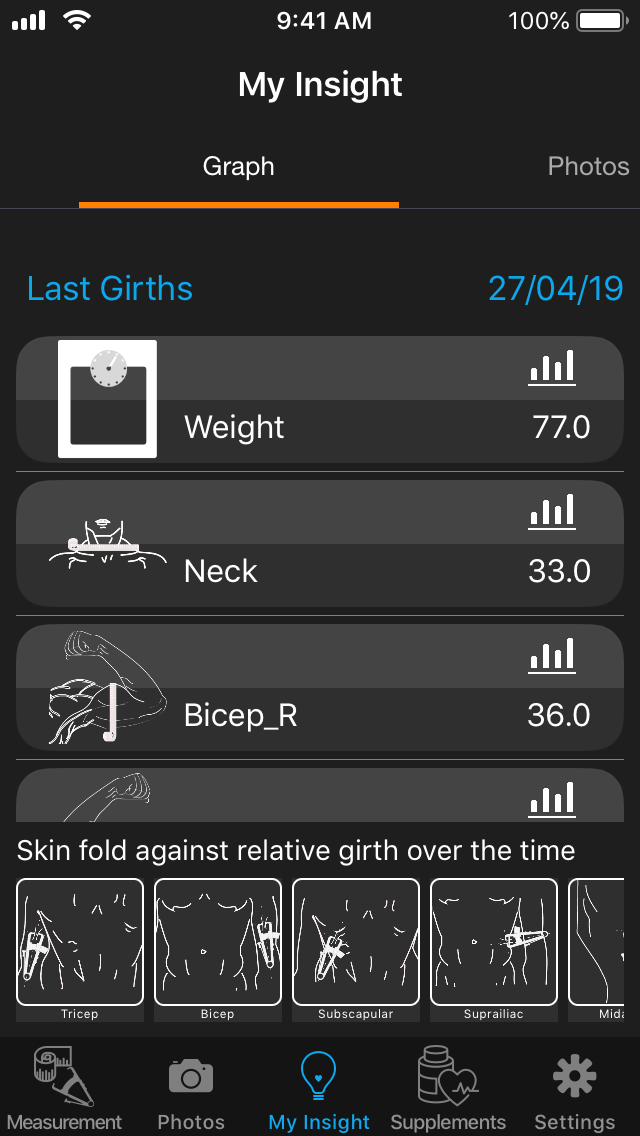 9:41 AM 100%
My Insight
Graph Photos
Last Girths 27/04/19
Weight 77.0
Neck 33.0
Bicep_R 36.0
Skin fold against relative girth over the time
Tricep Bicep Subscapular Suprailiac Mida
Measurement Photos My Insight Supplements Settings